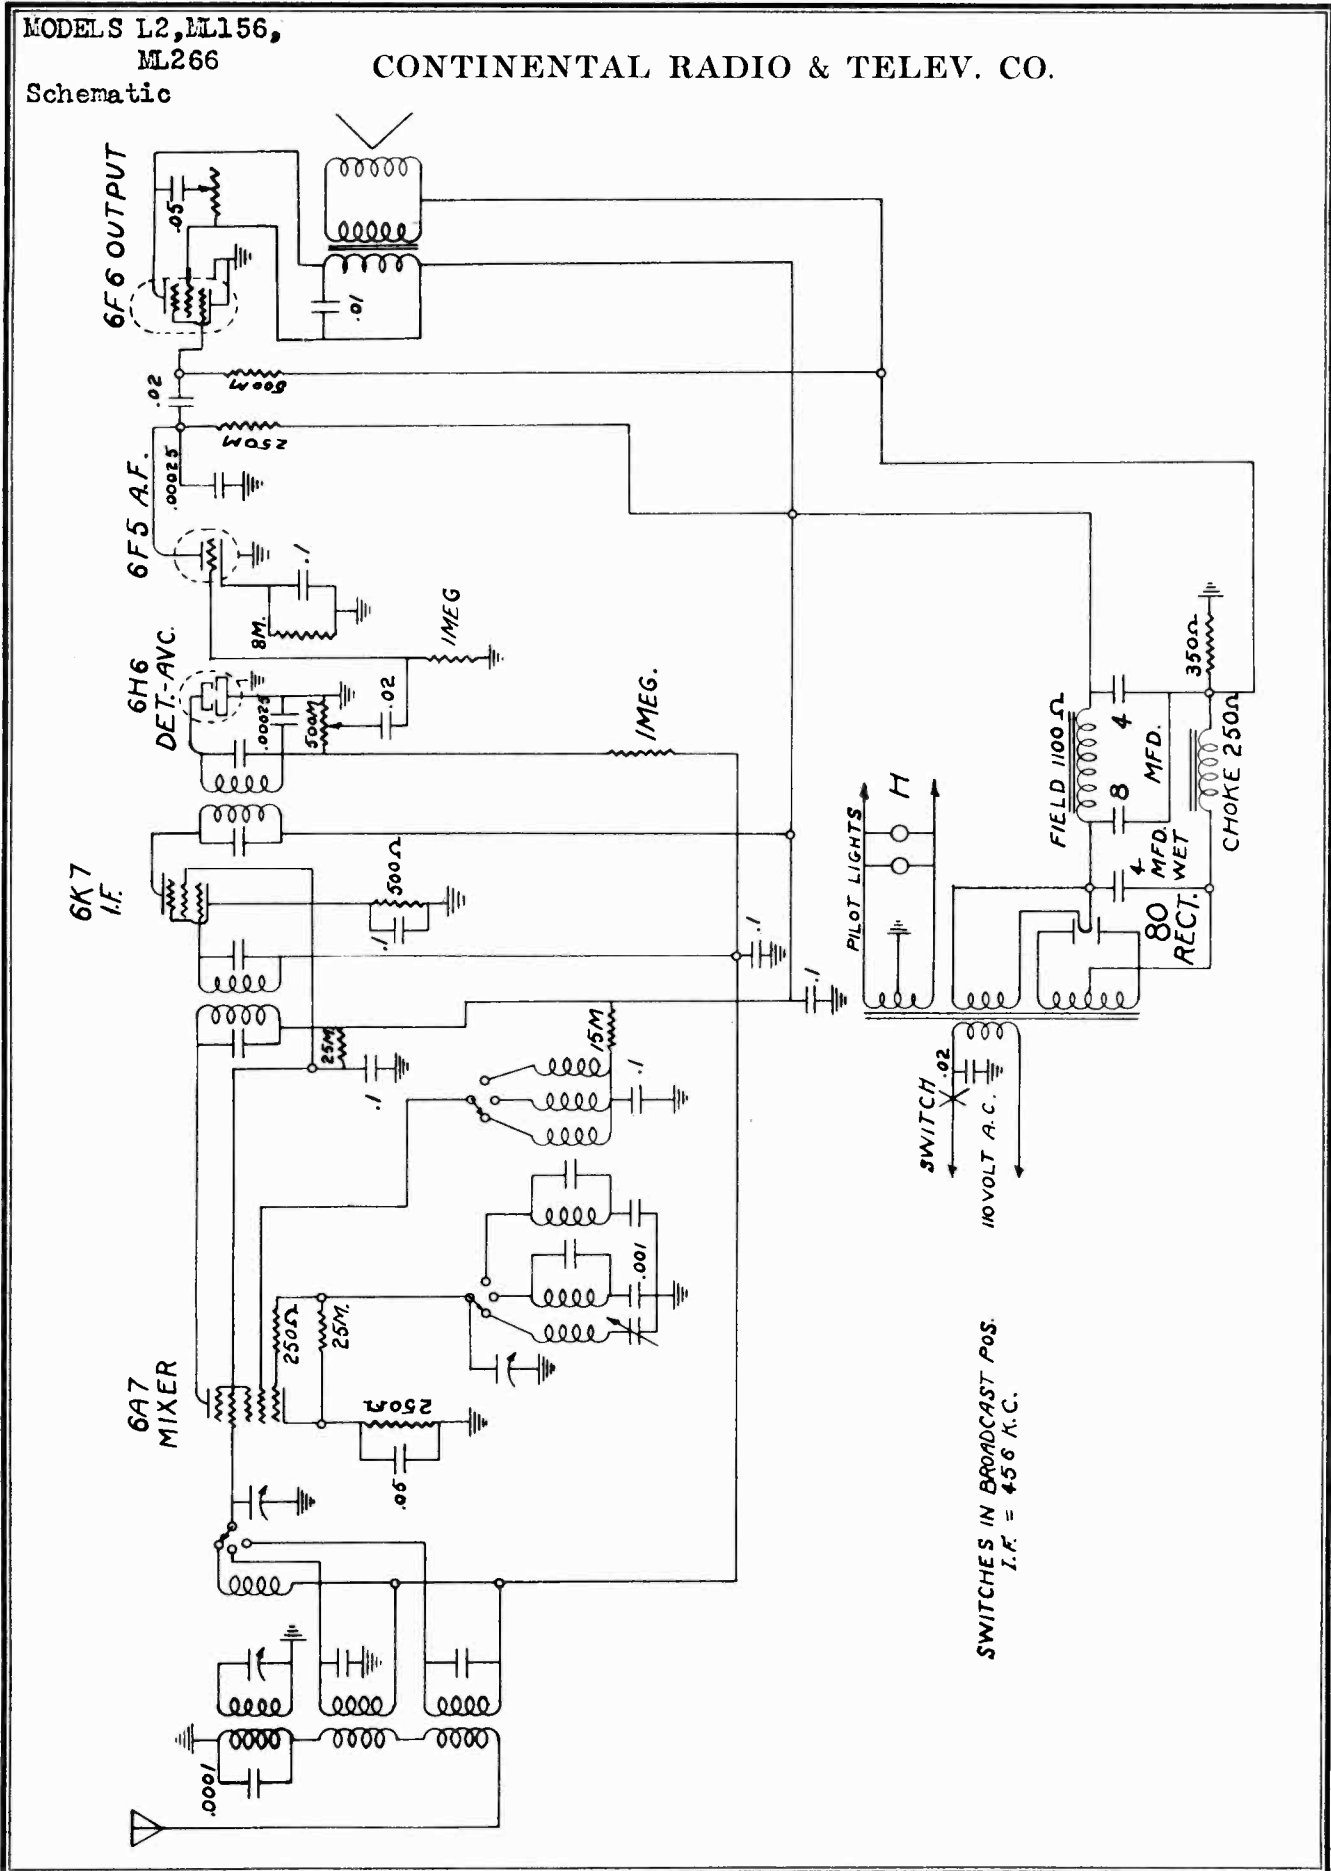 MODELS L2,ML156,
ML266
Schematic
CONTINENTAL RADIO & TELEV. CO.
6F6 OUTPUT
.05
.01
.02
500M
250M
.00025
6F5 A.F.
.1
8M.
1MEG
6H6
DET.-AVC.
.00025
500M
.02
1MEG.
6K7
I.F.
500Ω
.1
.1
.1
25M
.1
15M
.1
.001
6A7
MIXER
250Ω
25M.
250Ω
.05
.0001
PILOT LIGHTS
H
FIELD 1100Ω
8
4
MFD.
4
MFD.
WET
350Ω
CHOKE 250Ω
80
RECT.
SWITCH
.02
110 VOLT A.C.
SWITCHES IN BROADCAST POS.
I.F. = 456 K.C.